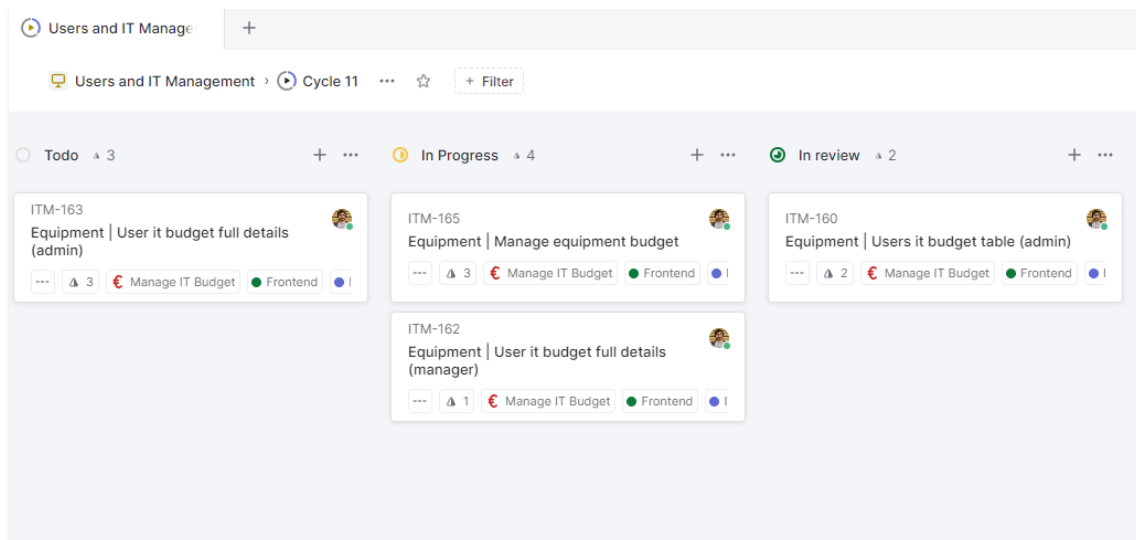 Users and IT Manage
Users and IT Management › Cycle 11 ... + Filter
Todo 3
ITM-163
Equipment | User it budget full details
(admin)
--- 3 € Manage IT Budget Frontend
In Progress 4
ITM-165
Equipment | Manage equipment budget
--- 3 € Manage IT Budget Frontend
ITM-162
Equipment | User it budget full details
(manager)
--- 1 € Manage IT Budget Frontend
In review 2
ITM-160
Equipment | Users it budget table (admin)
--- 2 € Manage IT Budget Frontend